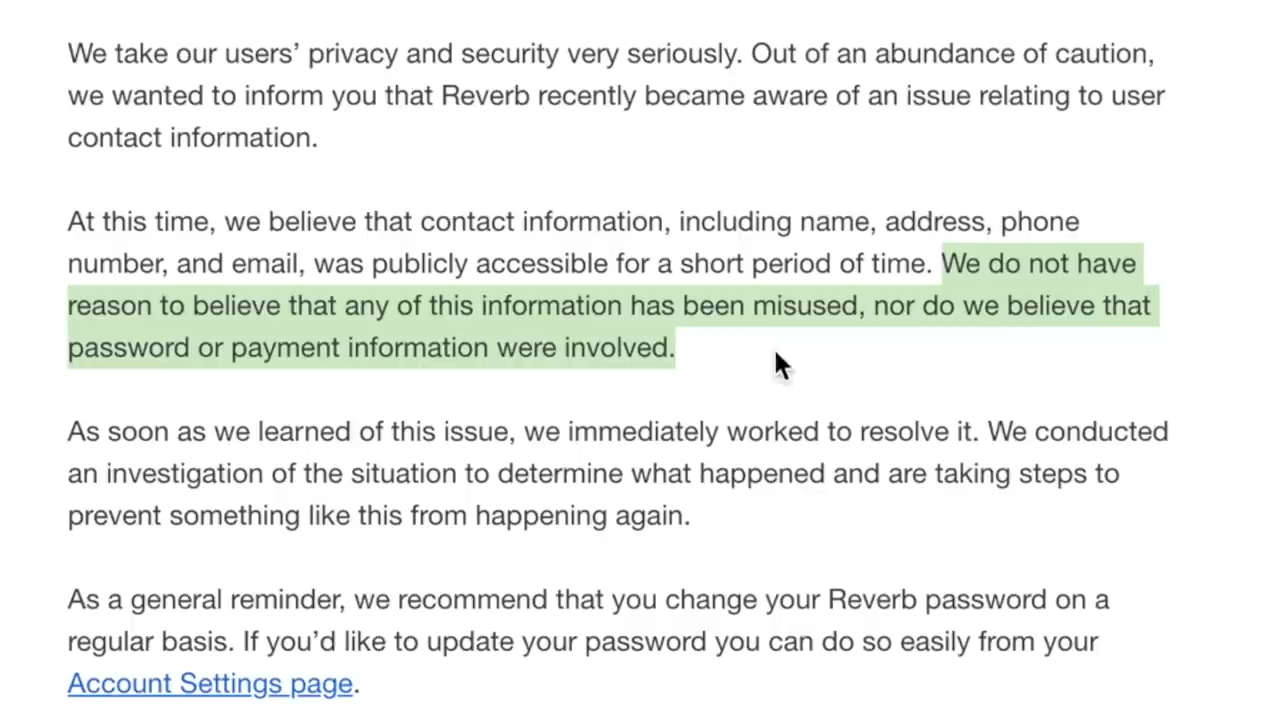 We take our users’ privacy and security very seriously. Out of an abundance of caution,
we wanted to inform you that Reverb recently became aware of an issue relating to user
contact information.
At this time, we believe that contact information, including name, address, phone
number, and email, was publicly accessible for a short period of time. We do not have
reason to believe that any of this information has been misused, nor do we believe that
password or payment information were involved.
As soon as we learned of this issue, we immediately worked to resolve it. We conducted
an investigation of the situation to determine what happened and are taking steps to
prevent something like this from happening again.
As a general reminder, we recommend that you change your Reverb password on a
regular basis. If you’d like to update your password you can do so easily from your
Account Settings page.